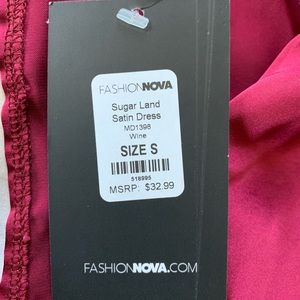 FASHIONNOVA
Sugar Land
Satin Dress
MD1398
Wine
SIZE S
518995
MSRP: $32.99
FASHIONNOVA.COM